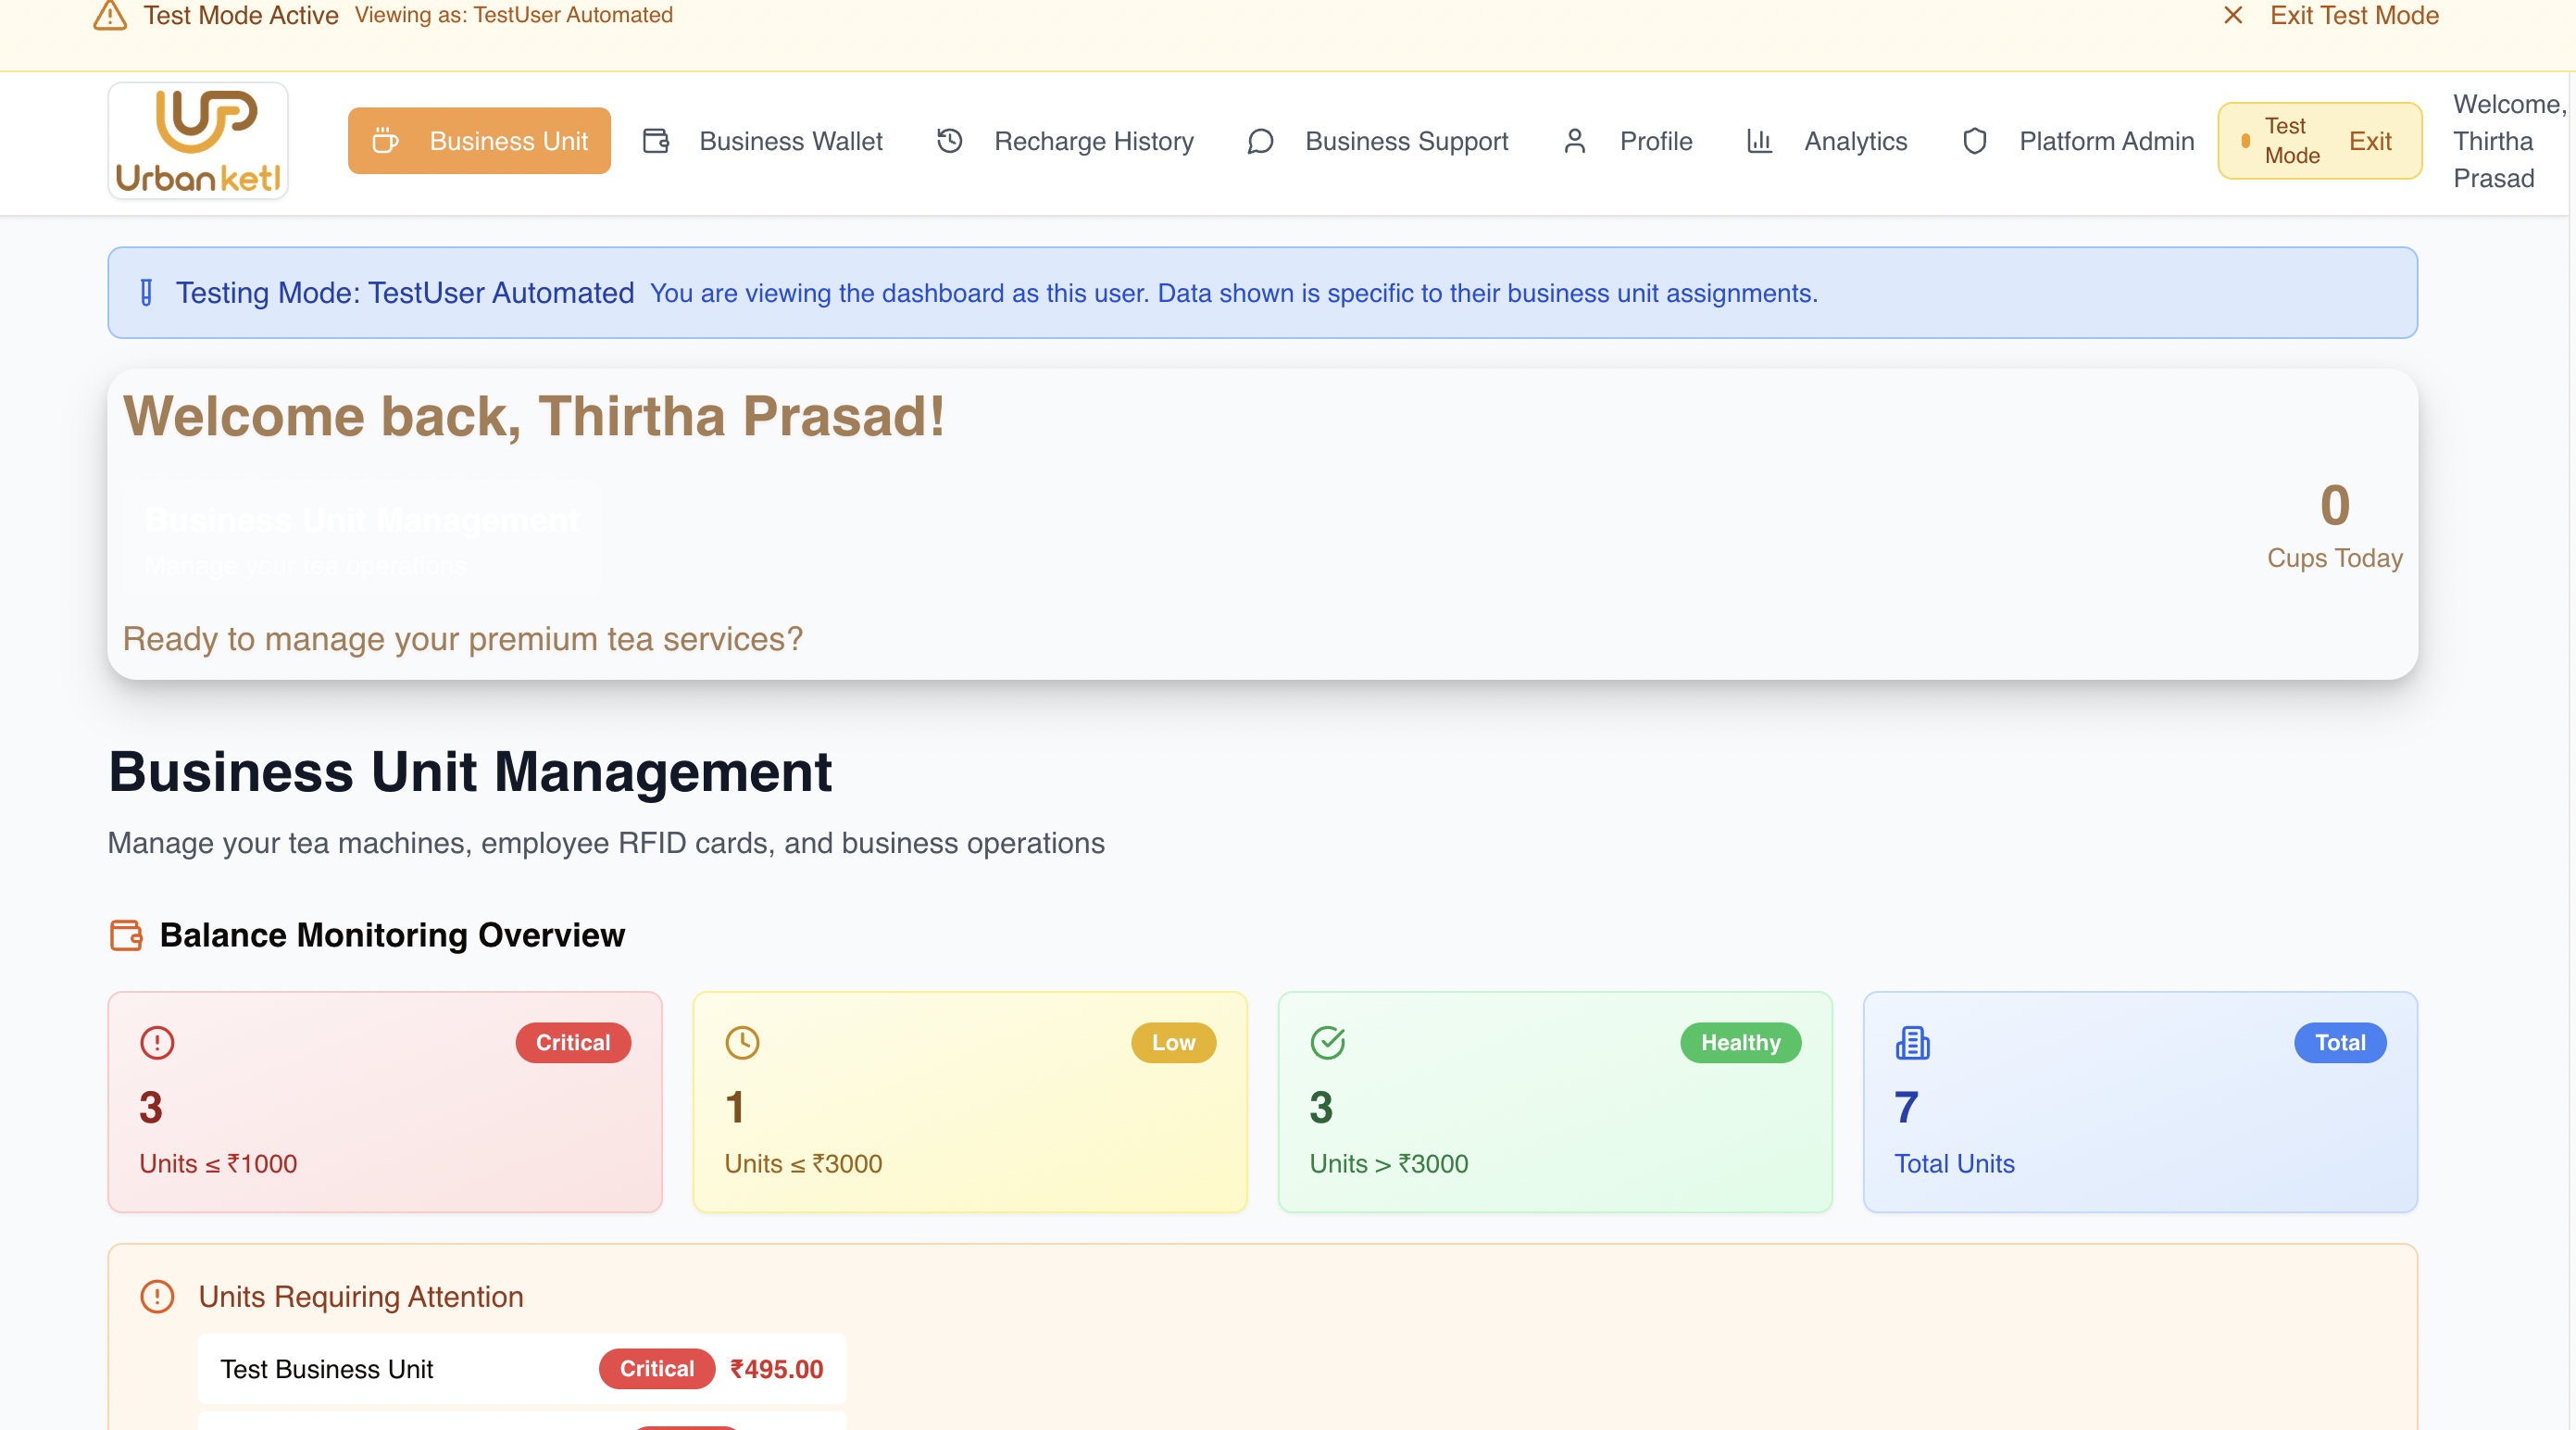 Test Mode Active Viewing as: TestUser Automated Exit Test Mode
UP
Urban ketl
Business Unit Business Wallet Recharge History Business Support Profile Analytics Platform Admin
Test Mode Exit
Welcome,
Thirtha
Prasad
Testing Mode: TestUser Automated You are viewing the dashboard as this user. Data shown is specific to their business unit assignments.
Welcome back, Thirtha Prasad!
Business Unit Management
Manage your tea operations
0
Cups Today
Ready to manage your premium tea services?
Business Unit Management
Manage your tea machines, employee RFID cards, and business operations
Balance Monitoring Overview
Critical
3
Units ≤ ₹1000
Low
1
Units ≤ ₹3000
Healthy
3
Units > ₹3000
Total
7
Total Units
Units Requiring Attention
Test Business Unit Critical ₹495.00